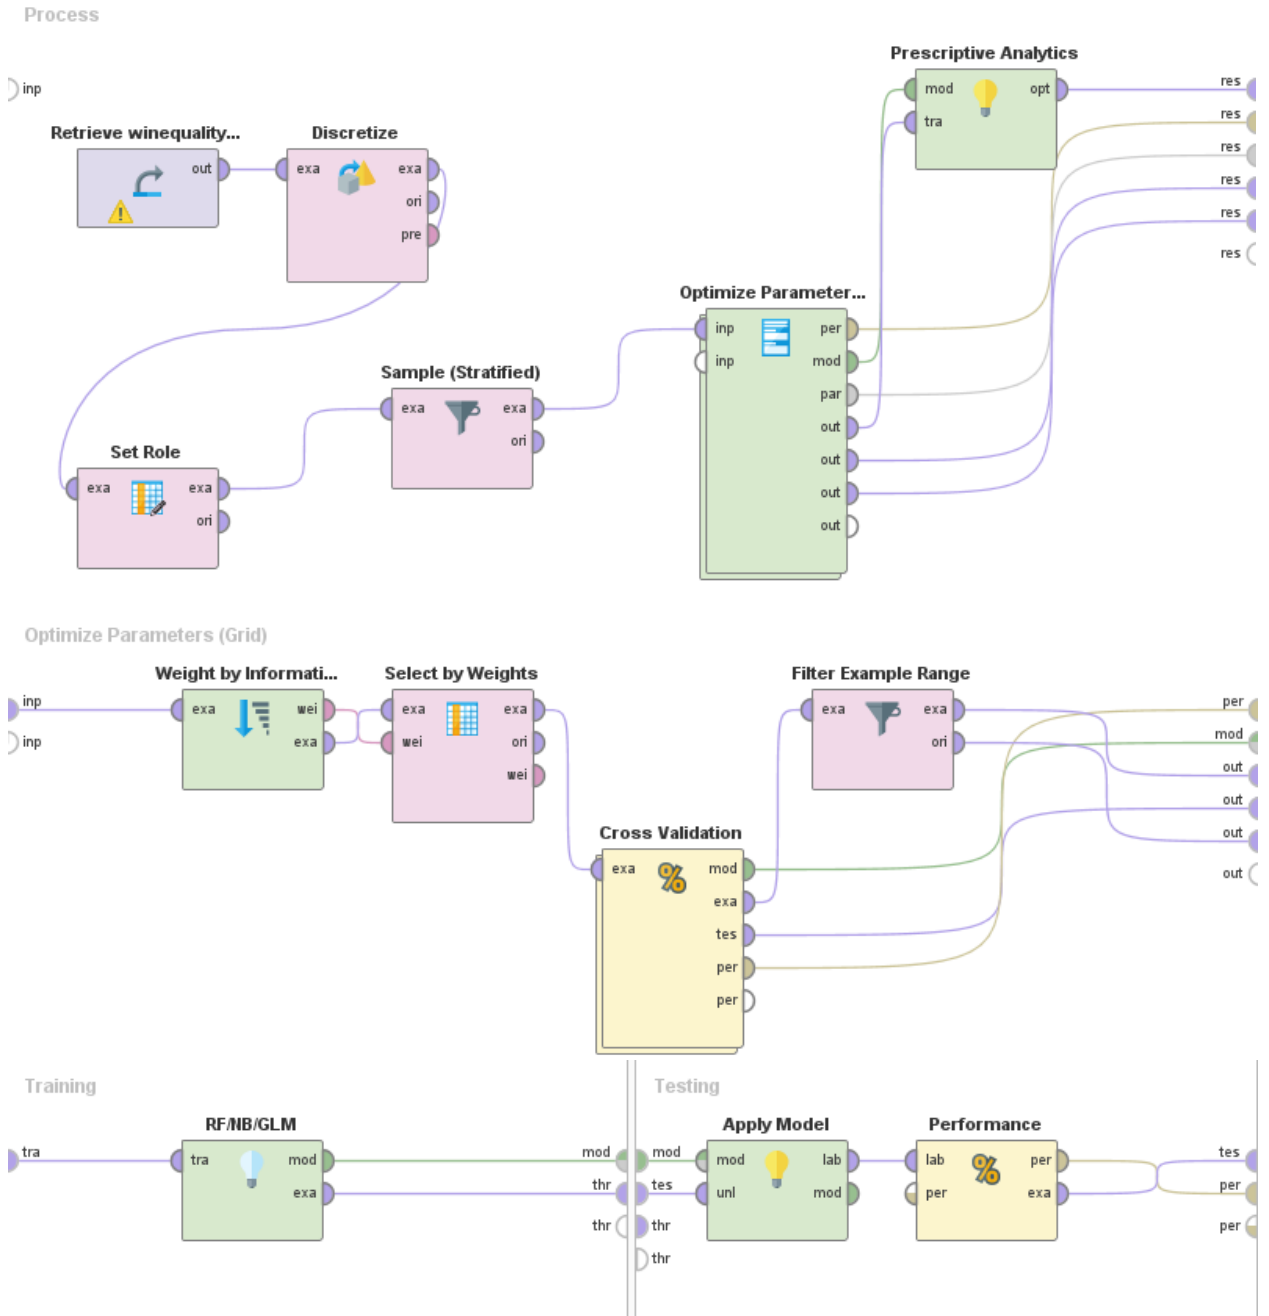 Process
Prescriptive Analytics
inp
mod opt res
tra res
Retrieve winequality... Discretize
res
out exa exa
res
ori
res
pre
res
Optimize Parameter...
inp per
inp mod
Sample (Stratified)
par
exa exa
out
ori
Set Role
out
exa exa
out
ori
out
Optimize Parameters (Grid)
Weight by Informati... Select by Weights Filter Example Range
inp exa wei exa exa exa exa per
inp exa wei ori ori mod
wei out
out
Cross Validation
out
exa mod
out
exa
tes
per
per
Training Testing
RF/NB/GLM Apply Model Performance
tra tra mod mod mod mod lab lab per tes
exa thr tes unl mod per exa per
thr thr per
thr